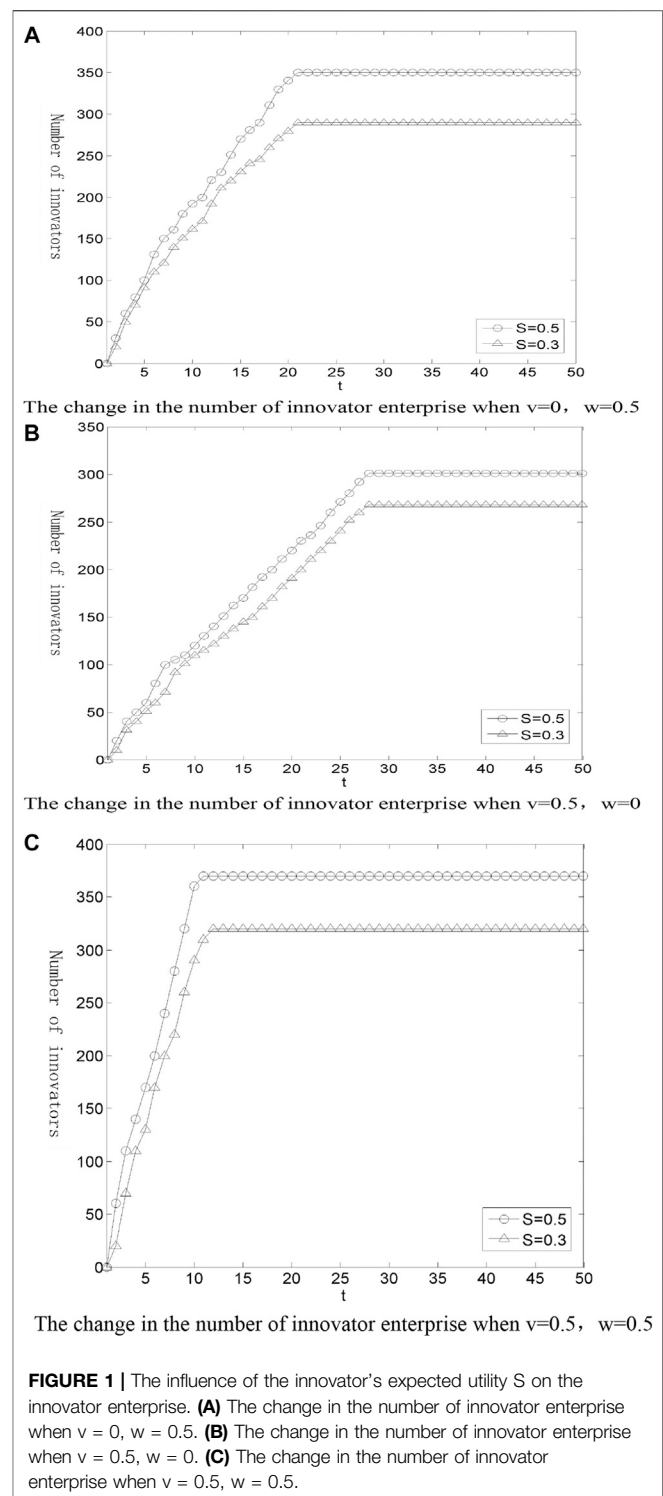 A
Number of innovators
400
350
300
250
200
150
100
50
0
S=0.5
S=0.3
5 10 15 20 25 30 35 40 45 50
t
The change in the number of innovator enterprise when v=0，w=0.5
B
Number of innovators
350
300
250
200
150
100
50
0
S=0.5
S=0.3
5 10 15 20 25 30 35 40 45 50
t
The change in the number of innovator enterprise when v=0.5，w=0
C
Number of innovators
400
350
300
250
200
150
100
50
0
S=0.5
S=0.3
5 10 15 20 25 30 35 40 45 50
t
The change in the number of innovator enterprise when v=0.5，w=0.5
FIGURE 1 | The influence of the innovator's expected utility S on the
innovator enterprise. (A) The change in the number of innovator enterprise
when v = 0, w = 0.5. (B) The change in the number of innovator enterprise
when v = 0.5, w = 0. (C) The change in the number of innovator
enterprise when v = 0.5, w = 0.5.